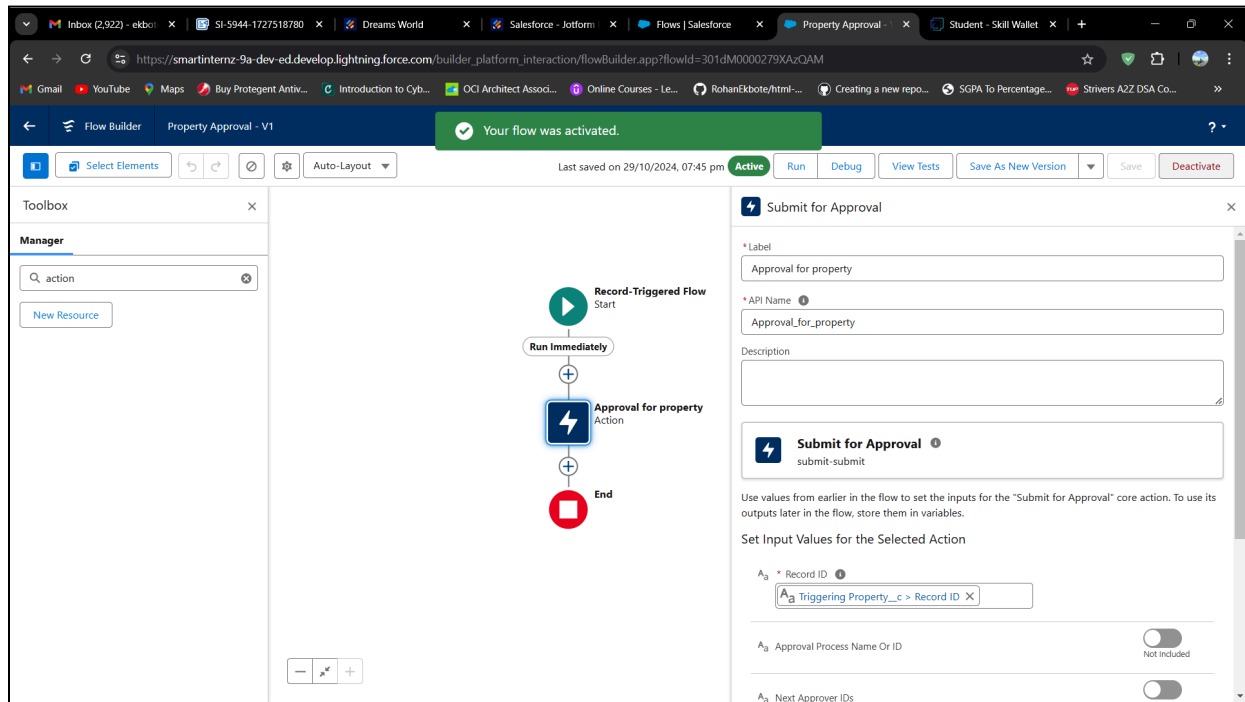 Inbox (2,922) - ekbot
SI-5944-1727518780
Dreams World
Salesforce - Jotform
Flows | Salesforce
Property Approval -
Student - Skill Wallet
https://smartinternz-9a-dev-ed.develop.lightning.force.com/builder_platform_interaction/flowBuilder.app?flowId=301dM0000279XAzQAM
Gmail
YouTube
Maps
Buy Protegent Antiv...
Introduction to Cyb...
OCI Architect Associ...
Online Courses - Le...
RohanEkbote/html-...
Creating a new repo...
SGPA To Percentage...
Strivers A2Z DSA Co...
»
Flow Builder
Property Approval - V1
Your flow was activated.
?
Select Elements
Auto-Layout
Last saved on 29/10/2024, 07:45 pm
Active
Run
Debug
View Tests
Save As New Version
Save
Deactivate
Toolbox
Manager
action
New Resource
Record-Triggered Flow
Start
Run Immediately
Approval for property
Action
End
Submit for Approval
* Label
Approval for property
* API Name
Approval_for_property
Description
Submit for Approval
submit-submit
Use values from earlier in the flow to set the inputs for the "Submit for Approval" core action. To use its
outputs later in the flow, store them in variables.
Set Input Values for the Selected Action
Aa * Record ID
Aa Triggering Property__c > Record ID
Aa Approval Process Name Or ID
Not Included
Aa Next Approver IDs